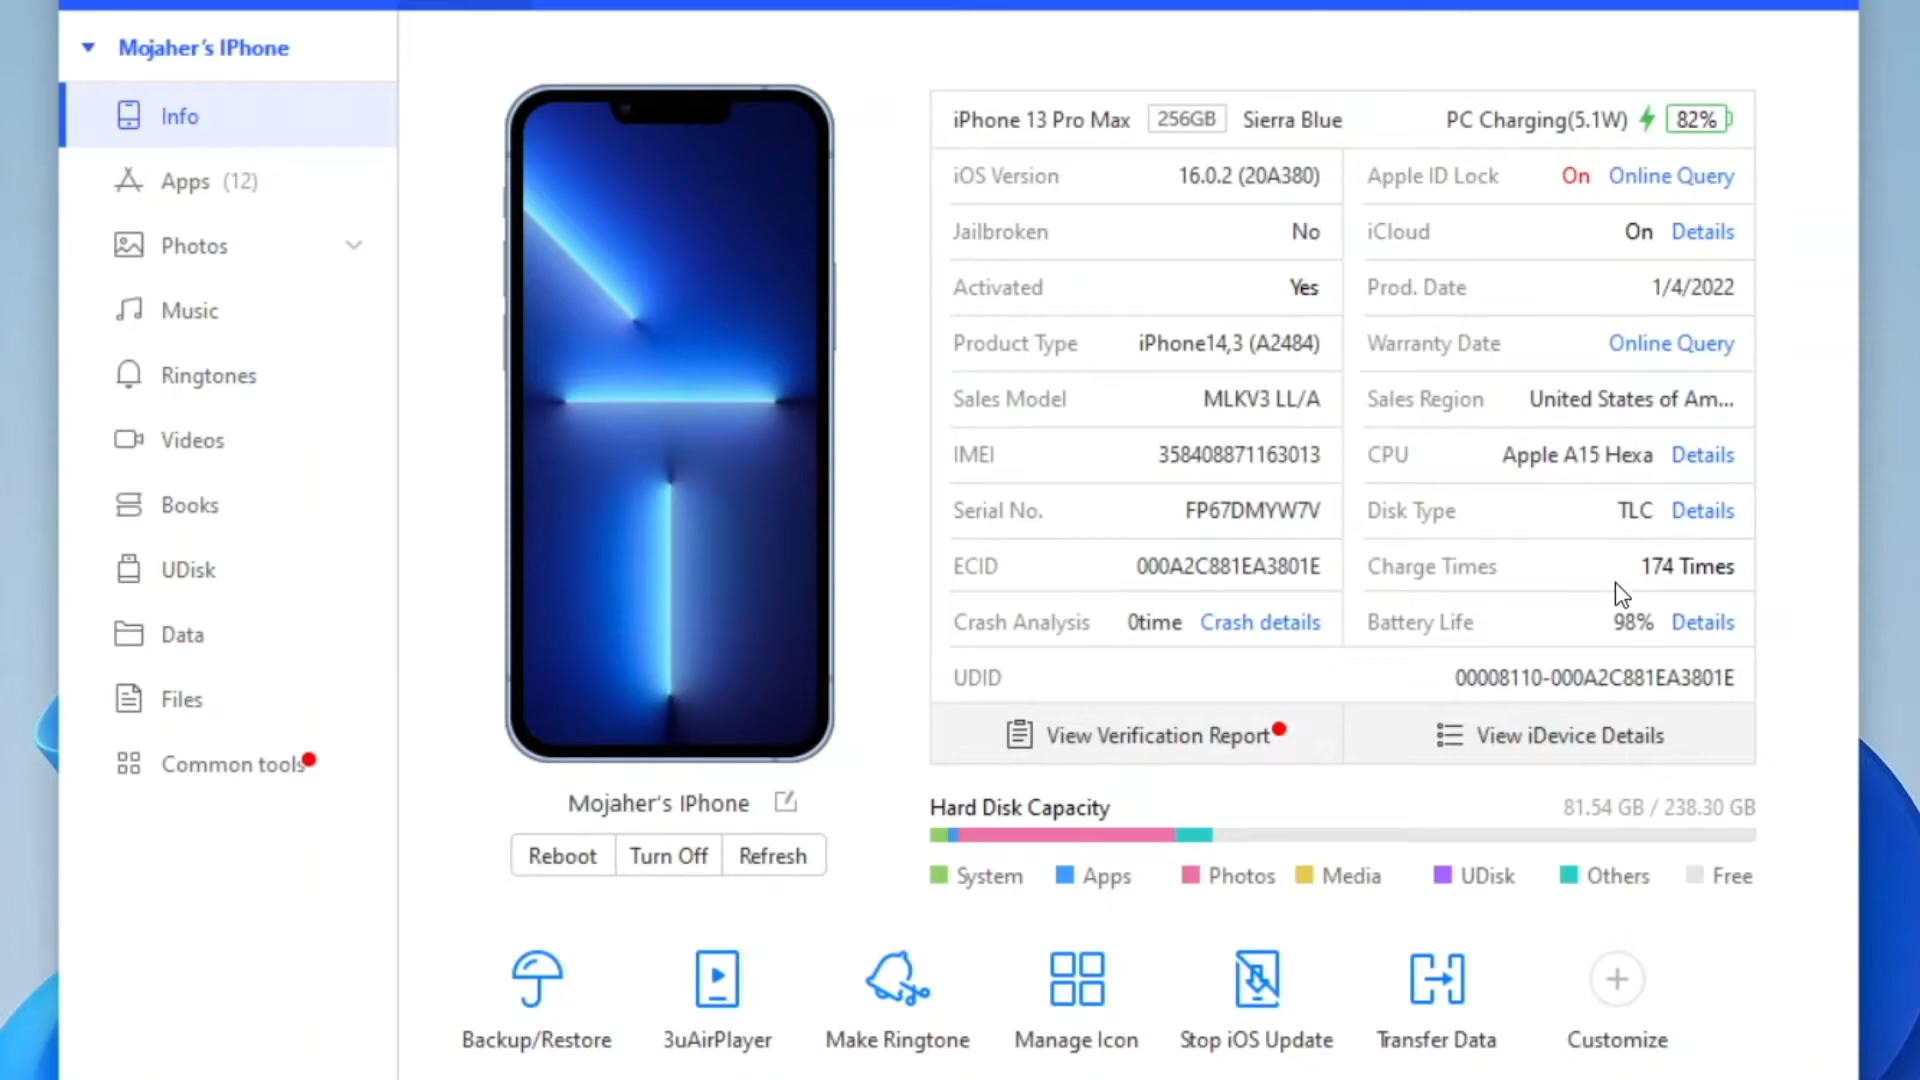 Mojaher's IPhone
Info
Apps (12)
Photos
Music
Ringtones
Videos
Books
UDisk
Data
Files
Common tools
Mojaher's IPhone
Reboot Turn Off Refresh
iPhone 13 Pro Max 256GB Sierra Blue PC Charging(5.1W) 82%
iOS Version 16.0.2 (20A380) Apple ID Lock On Online Query
Jailbroken No iCloud On Details
Activated Yes Prod. Date 1/4/2022
Product Type iPhone14,3 (A2484) Warranty Date Online Query
Sales Model MLKV3 LL/A Sales Region United States of Am...
IMEI 358408871163013 CPU Apple A15 Hexa Details
Serial No. FP67DMYW7V Disk Type TLC Details
ECID 000A2C881EA3801E Charge Times 174 Times
Crash Analysis 0time Crash details Battery Life 98% Details
UDID 00008110-000A2C881EA3801E
View Verification Report View iDevice Details
Hard Disk Capacity 81.54 GB / 238.30 GB
System Apps Photos Media UDisk Others Free
Backup/Restore 3uAirPlayer Make Ringtone Manage Icon Stop iOS Update Transfer Data Customize